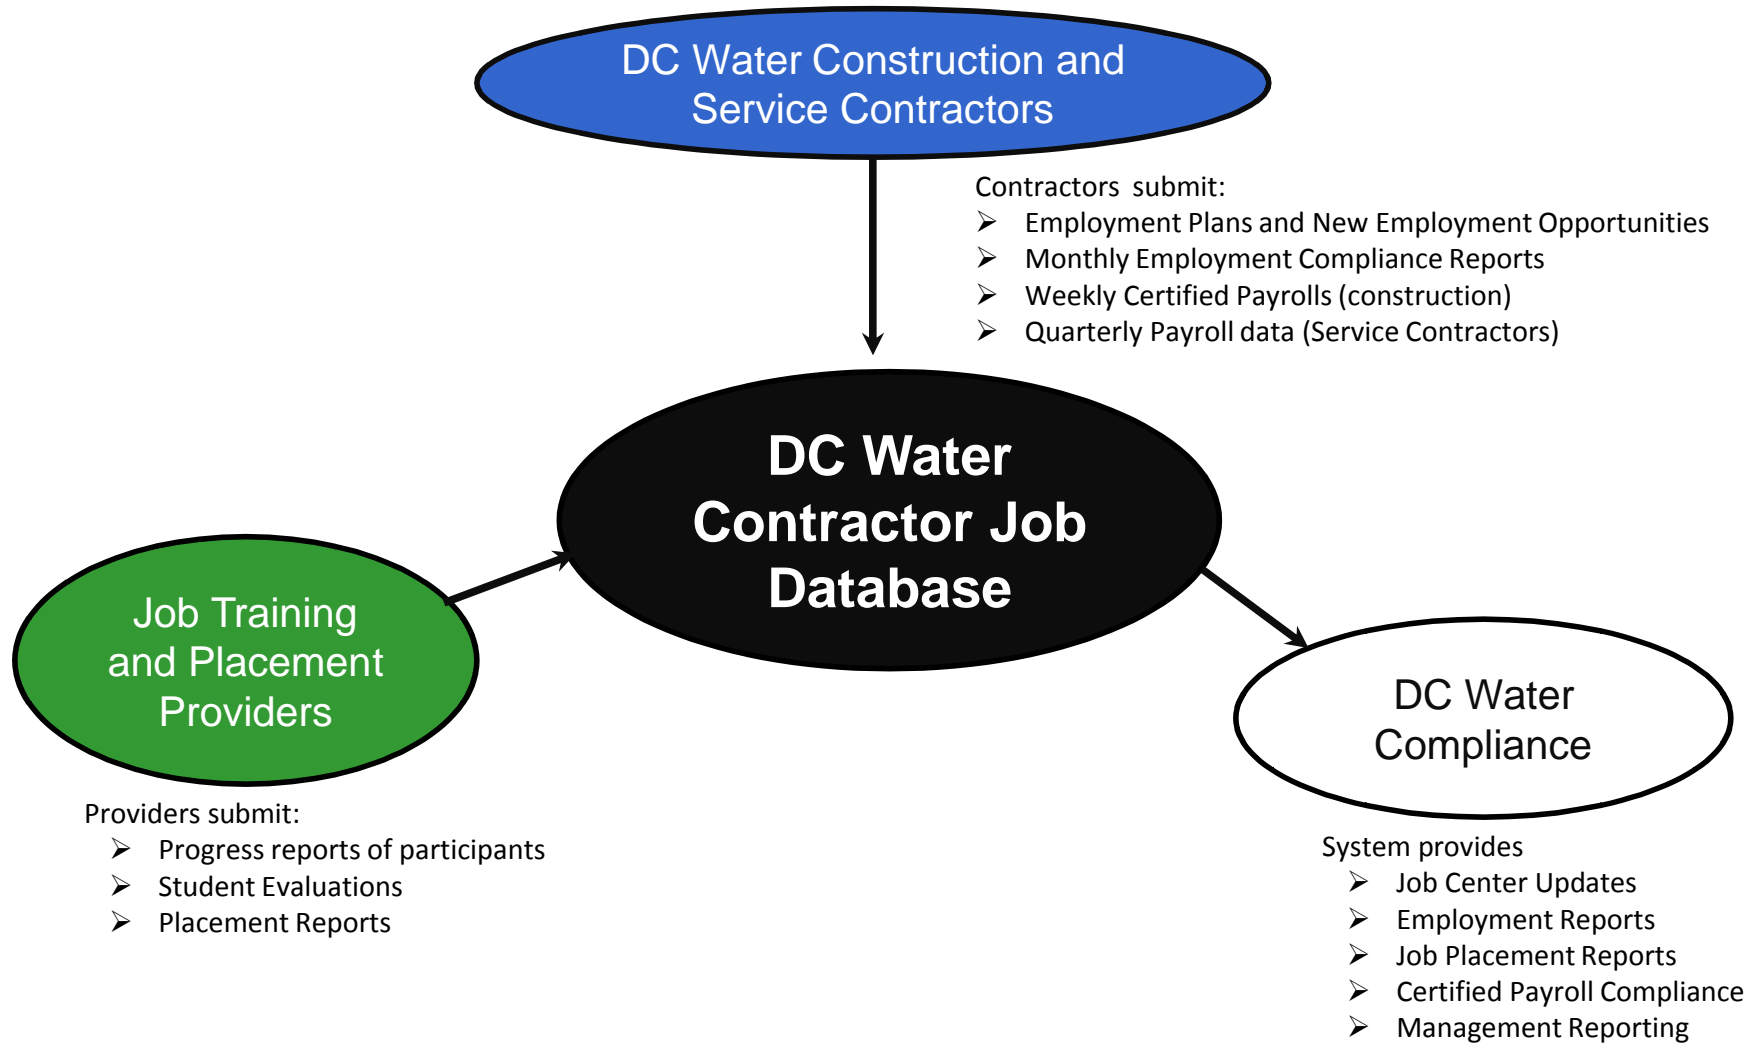 DC Water Construction and
Service Contractors
Contractors  submit:
➢ Employment Plans and New Employment Opportunities
➢ Monthly Employment Compliance Reports
➢ Weekly Certified Payrolls (construction)
➢ Quarterly Payroll data (Service Contractors)
DC Water
Contractor Job
Database
Job Training
and Placement
Providers
Providers submit:
➢ Progress reports of participants
➢ Student Evaluations
➢ Placement Reports
DC Water
Compliance
System provides
➢ Job Center Updates
➢ Employment Reports
➢ Job Placement Reports
➢ Certified Payroll Compliance
➢ Management Reporting